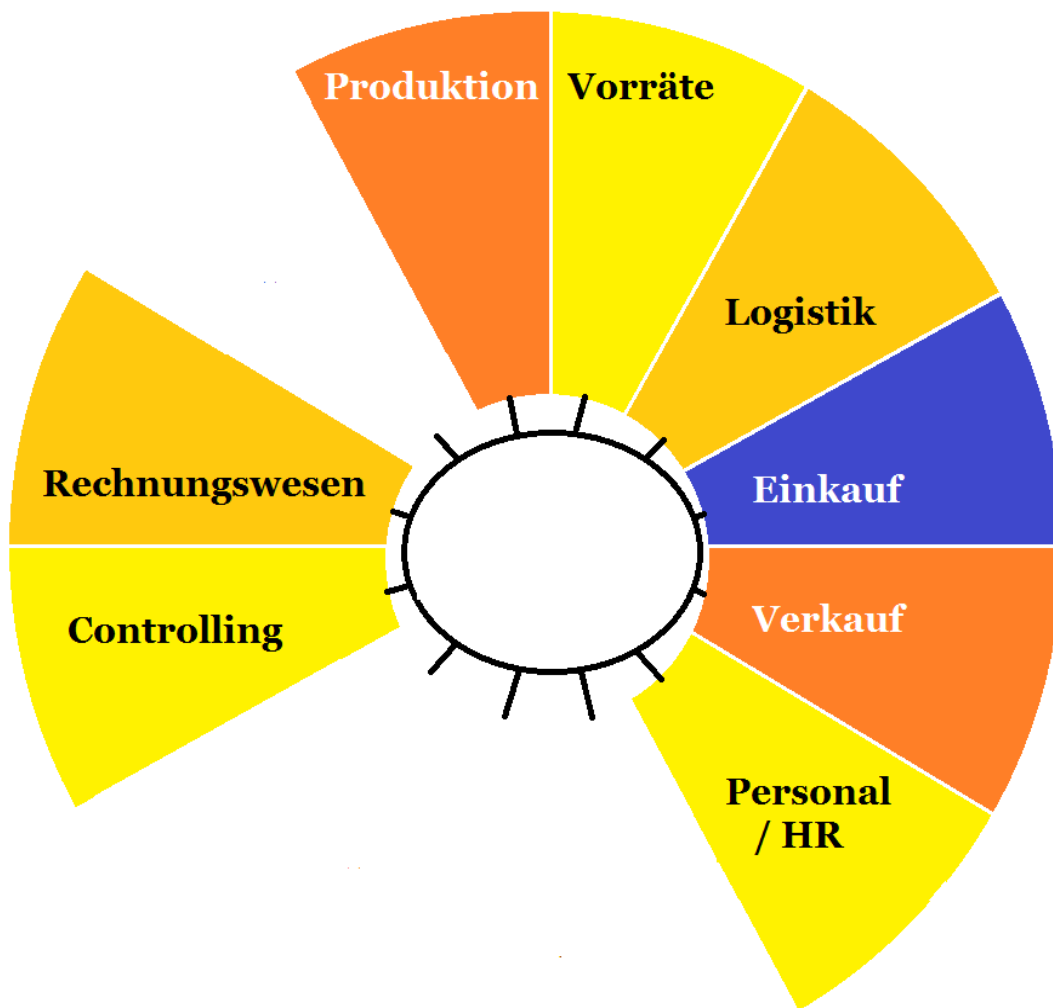 Produktion
Vorräte
Logistik
Einkauf
Verkauf
Personal
/ HR
Controlling
Rechnungswesen